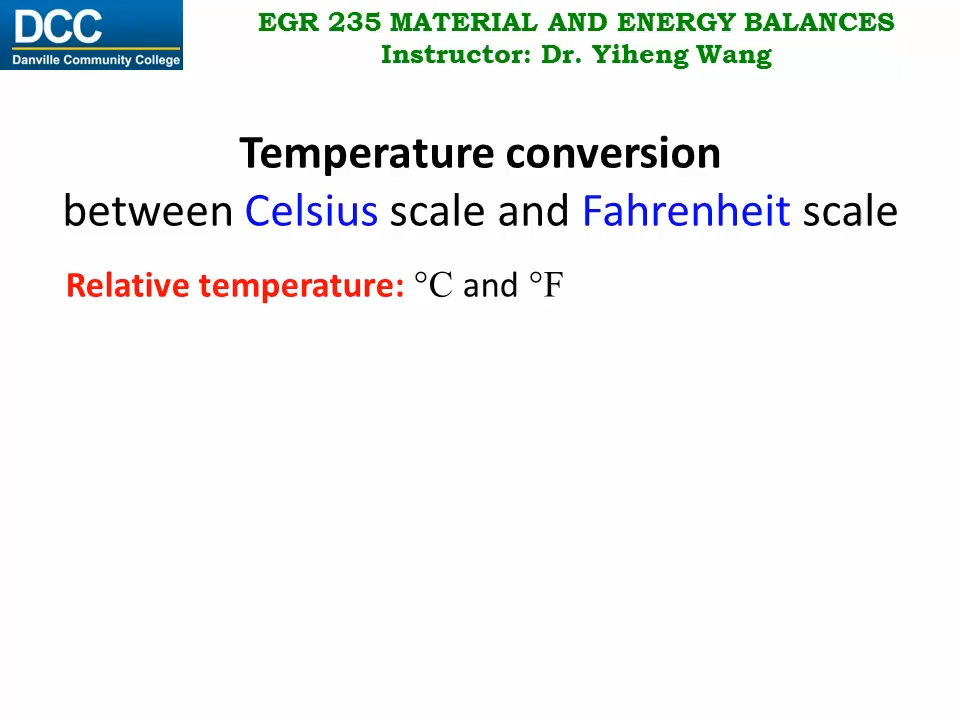 DCC
Danville Community College
EGR 235 MATERIAL AND ENERGY BALANCES
Instructor: Dr. Yiheng Wang
Temperature conversion
between Celsius scale and Fahrenheit scale
Relative temperature: °C and °F